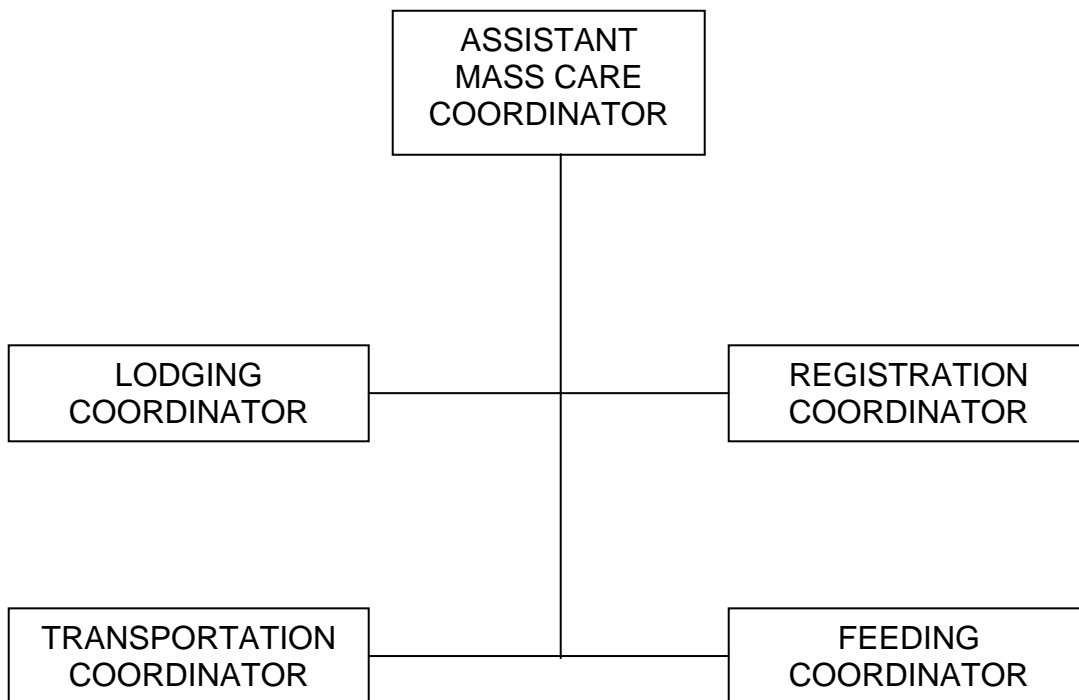 ASSISTANT
MASS CARE
COORDINATOR
LODGING
COORDINATOR
REGISTRATION
COORDINATOR
TRANSPORTATION
COORDINATOR
FEEDING
COORDINATOR